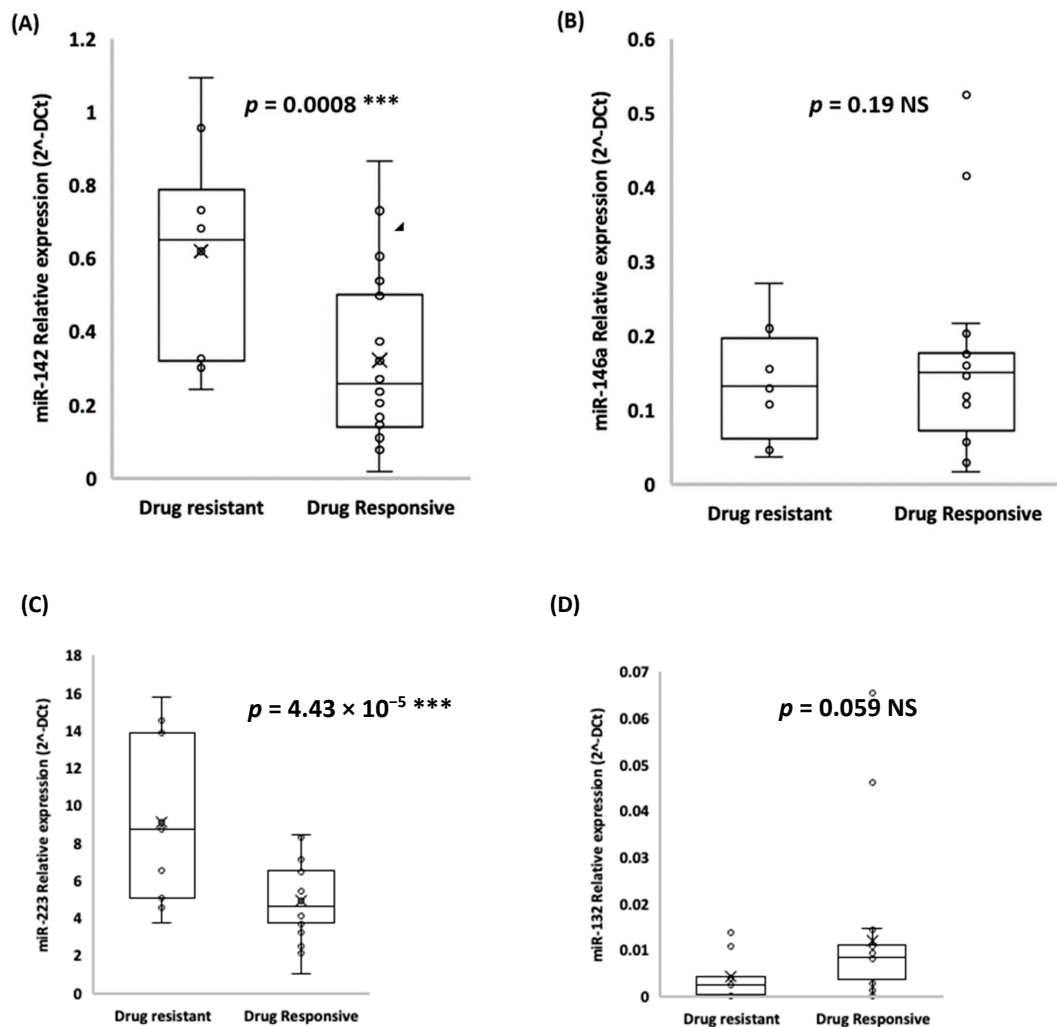 (A)
miR-142 Relative expression (2^-DCt)
1.2
1
0.8
0.6
0.4
0.2
0
p = 0.0008 ***
Drug resistant
Drug Responsive
(B)
miR-146a Relative expression (2^-DCt)
0.6
0.5
0.4
0.3
0.2
0.1
0
p = 0.19 NS
Drug resistant
Drug Responsive
(C)
miR-223 Relative expression (2^-DCt)
18
16
14
12
10
8
6
4
2
0
p = 4.43 × 10⁻⁵ ***
Drug resistant
Drug Responsive
(D)
miR-132 Relative expression (2^-DCt)
0.07
0.06
0.05
0.04
0.03
0.02
0.01
0
p = 0.059 NS
Drug resistant
Drug Responsive